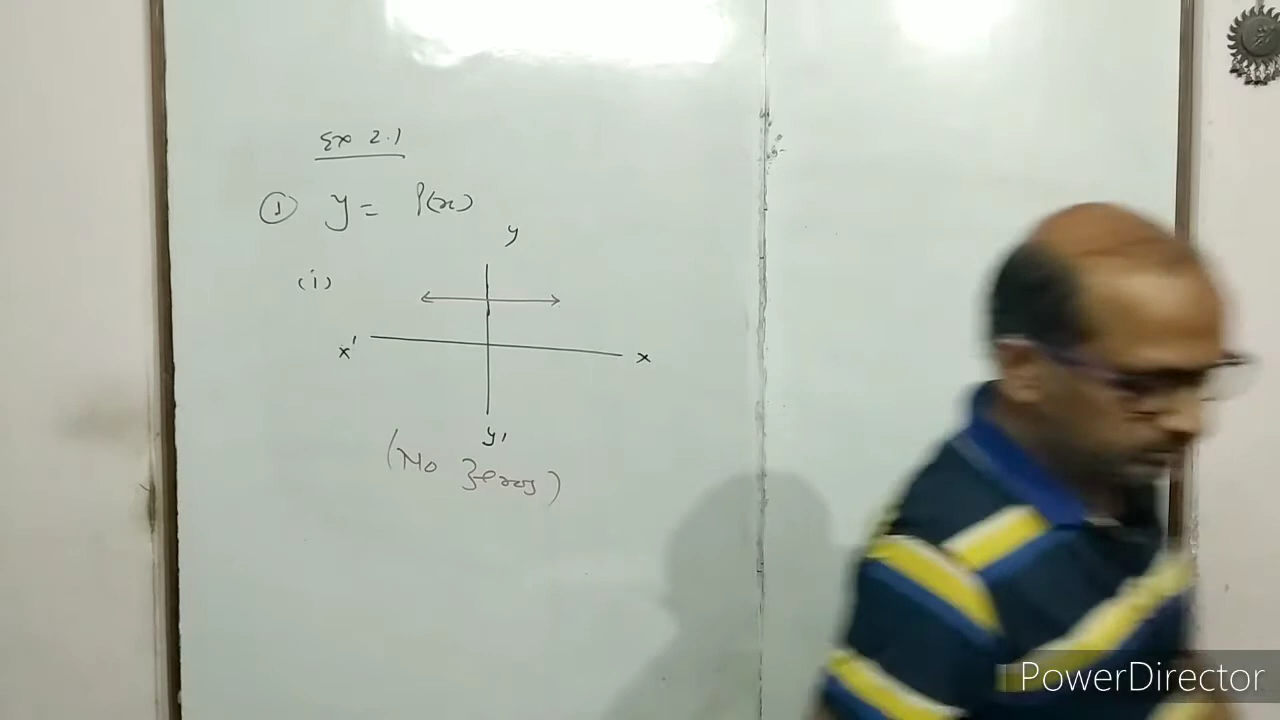 Ex 2.1
① y = P(x)
y
(i)
x' x
y'
(No Zeros)
PowerDirector